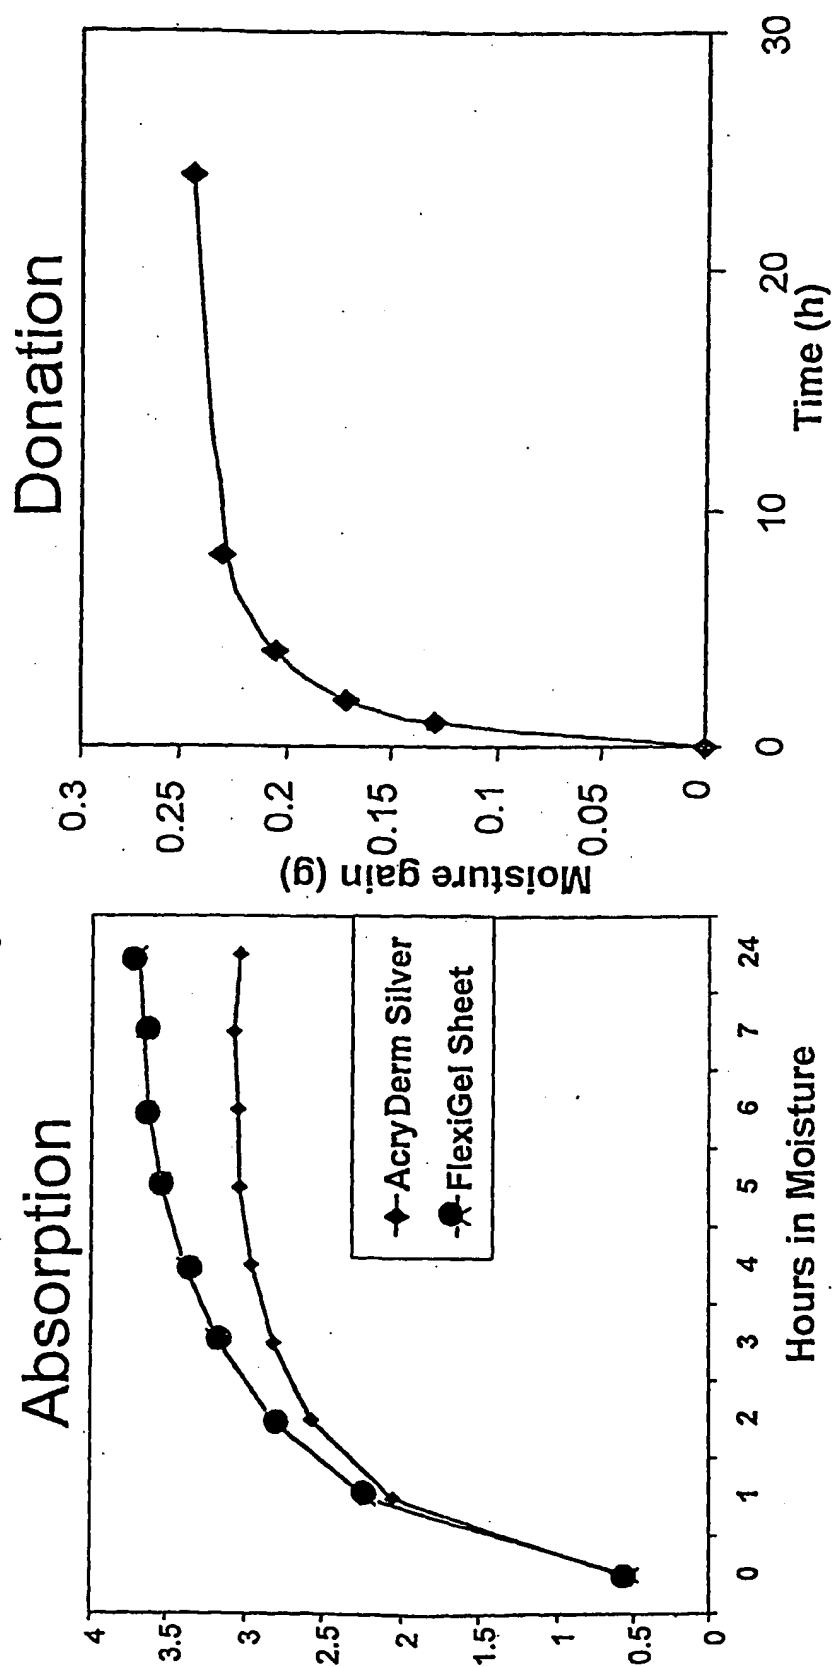 Absorption
4
3.5
3
2.5
2
1.5
1
0.5
0
0 1 2 3 4 5 6 7 24
Hours in Moisture
AcryDerm Silver
FlexiGel Sheet
Donation
Moisture gain (g)
0.3
0.25
0.2
0.15
0.1
0.05
0
0 10 20 30
Time (h)